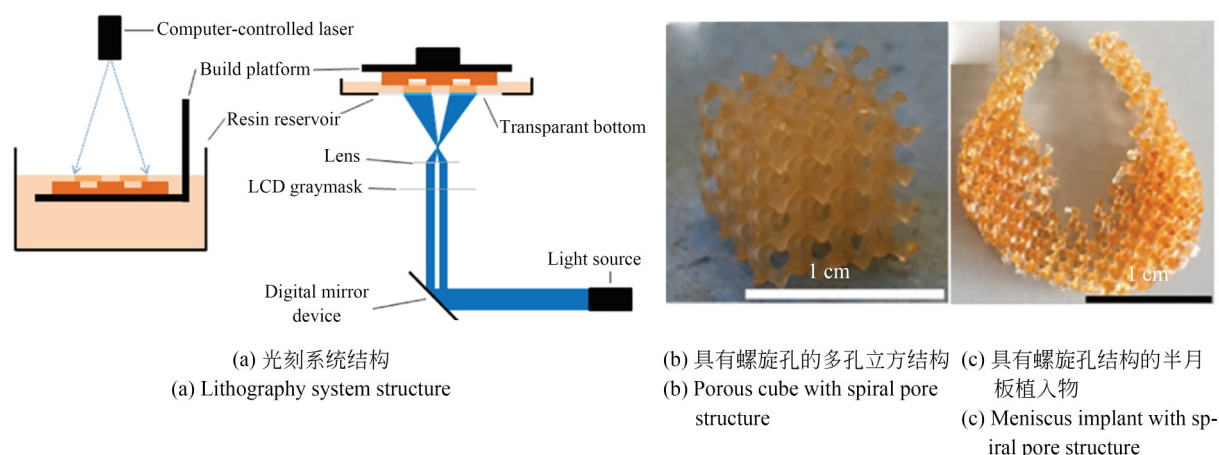 Computer-controlled laser
Build platform
Resin reservoir
Transparant bottom
Lens
LCD graymask
Light source
Digital mirror
device
1 cm
1 cm
(a) 光刻系统结构
(a) Lithography system structure
(b) 具有螺旋孔的多孔立方结构
(b) Porous cube with spiral pore
structure
(c) 具有螺旋孔结构的半月
板植入物
(c) Meniscus implant with sp-
iral pore structure